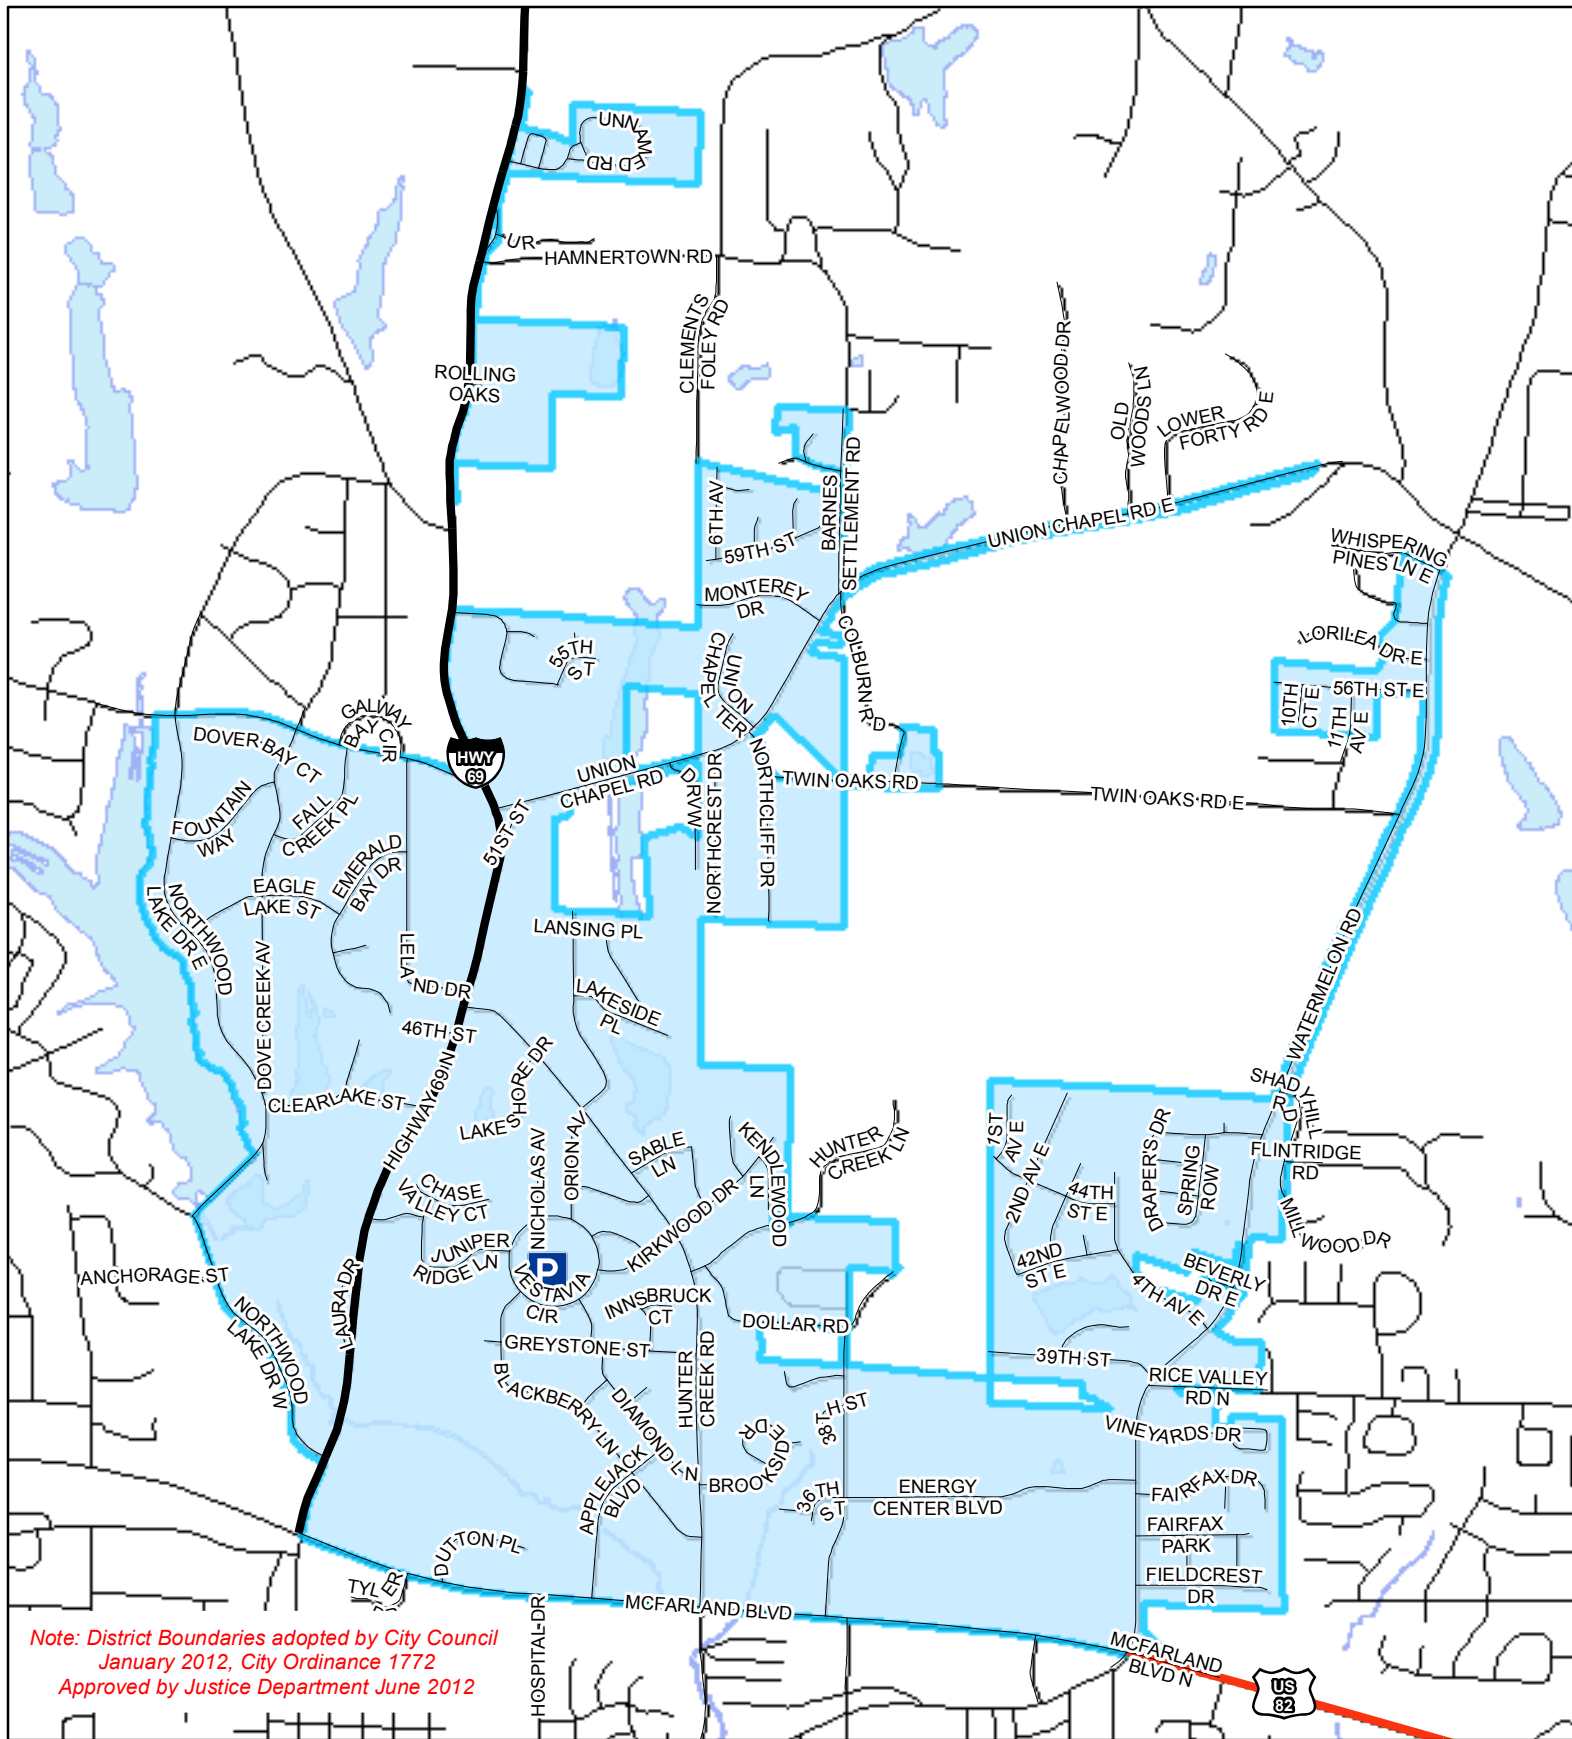 UNNAMED RD
UR
HAMNERTOWN RD
CLEMENTS
FOLEY RD
ROLLING
OAKS
CHAPELWOOD DR
OLD
WOODS LN
LOWER
FORTY RD E
6TH AV
59TH ST
BARNES
SETTLEMENT RD
UNION CHAPEL RD E
WHISPERING
PINES LN E
MONTEREY
DR
COLBURN RD
LORILEA DR E
55TH
ST
UNION
CHAPEL TER
56TH ST E
10TH
CT E
11TH
AV E
GALWAY
BAY CIR
DOVER BAY CT
HWY
69
UNION
CHAPEL RD
DRVW
NORTHCREST DR
NORTHCLIFF DR
TWIN OAKS RD
TWIN OAKS RD E
FOUNTAIN
WAY
FALL
CREEK PL
51ST ST
EMERALD
BAY DR
EAGLE
LAKE ST
NORTHWOOD
LAKE DR E
LANSING PL
DOVE CREEK AV
LELAND DR
LAKESIDE
PL
WATERMELON RD
46TH ST
HIGHWAY 69 N
LAKESHORE DR
CLEARLAKE ST
SHADYHILL
RD
NICHOLAS AV
ORION AV
SABLE
LN
KENDLEWOOD
LN
HUNTER
CREEK LN
1ST
AV E
2ND AV E
DRAPERS DR
SPRING
ROW
FLINTRIDGE
RD
CHASE
VALLEY CT
44TH
ST E
KIRKWOOD DR
MILLWOOD DR
JUNIPER
RIDGE LN
42ND
ST E
BEVERLY
DR E
P
VESTAVIA
CIR
ANCHORAGE ST
4TH AV E
LAURA DR
INNSBRUCK
CT
DOLLAR RD
NORTHWOOD
LAKE DR W
GREYSTONE ST
39TH ST
RICE VALLEY
RD N
HUNTER
CREEK RD
BLACKBERRY LN
DIAMOND LN
38TH ST
VINEYARDS DR
BROOKSIDE
DR
APPLEJACK
BLVD
36TH
ST
ENERGY
CENTER BLVD
FAIRFAX DR
FAIRFAX
PARK
DUTTON PL
FIELDCREST
DR
TYLER
HOSPITAL DR
MCFARLAND BLVD
MCFARLAND
BLVD N
US
82
Note: District Boundaries adopted by City Council
January 2012, City Ordinance 1772
Approved by Justice Department June 2012